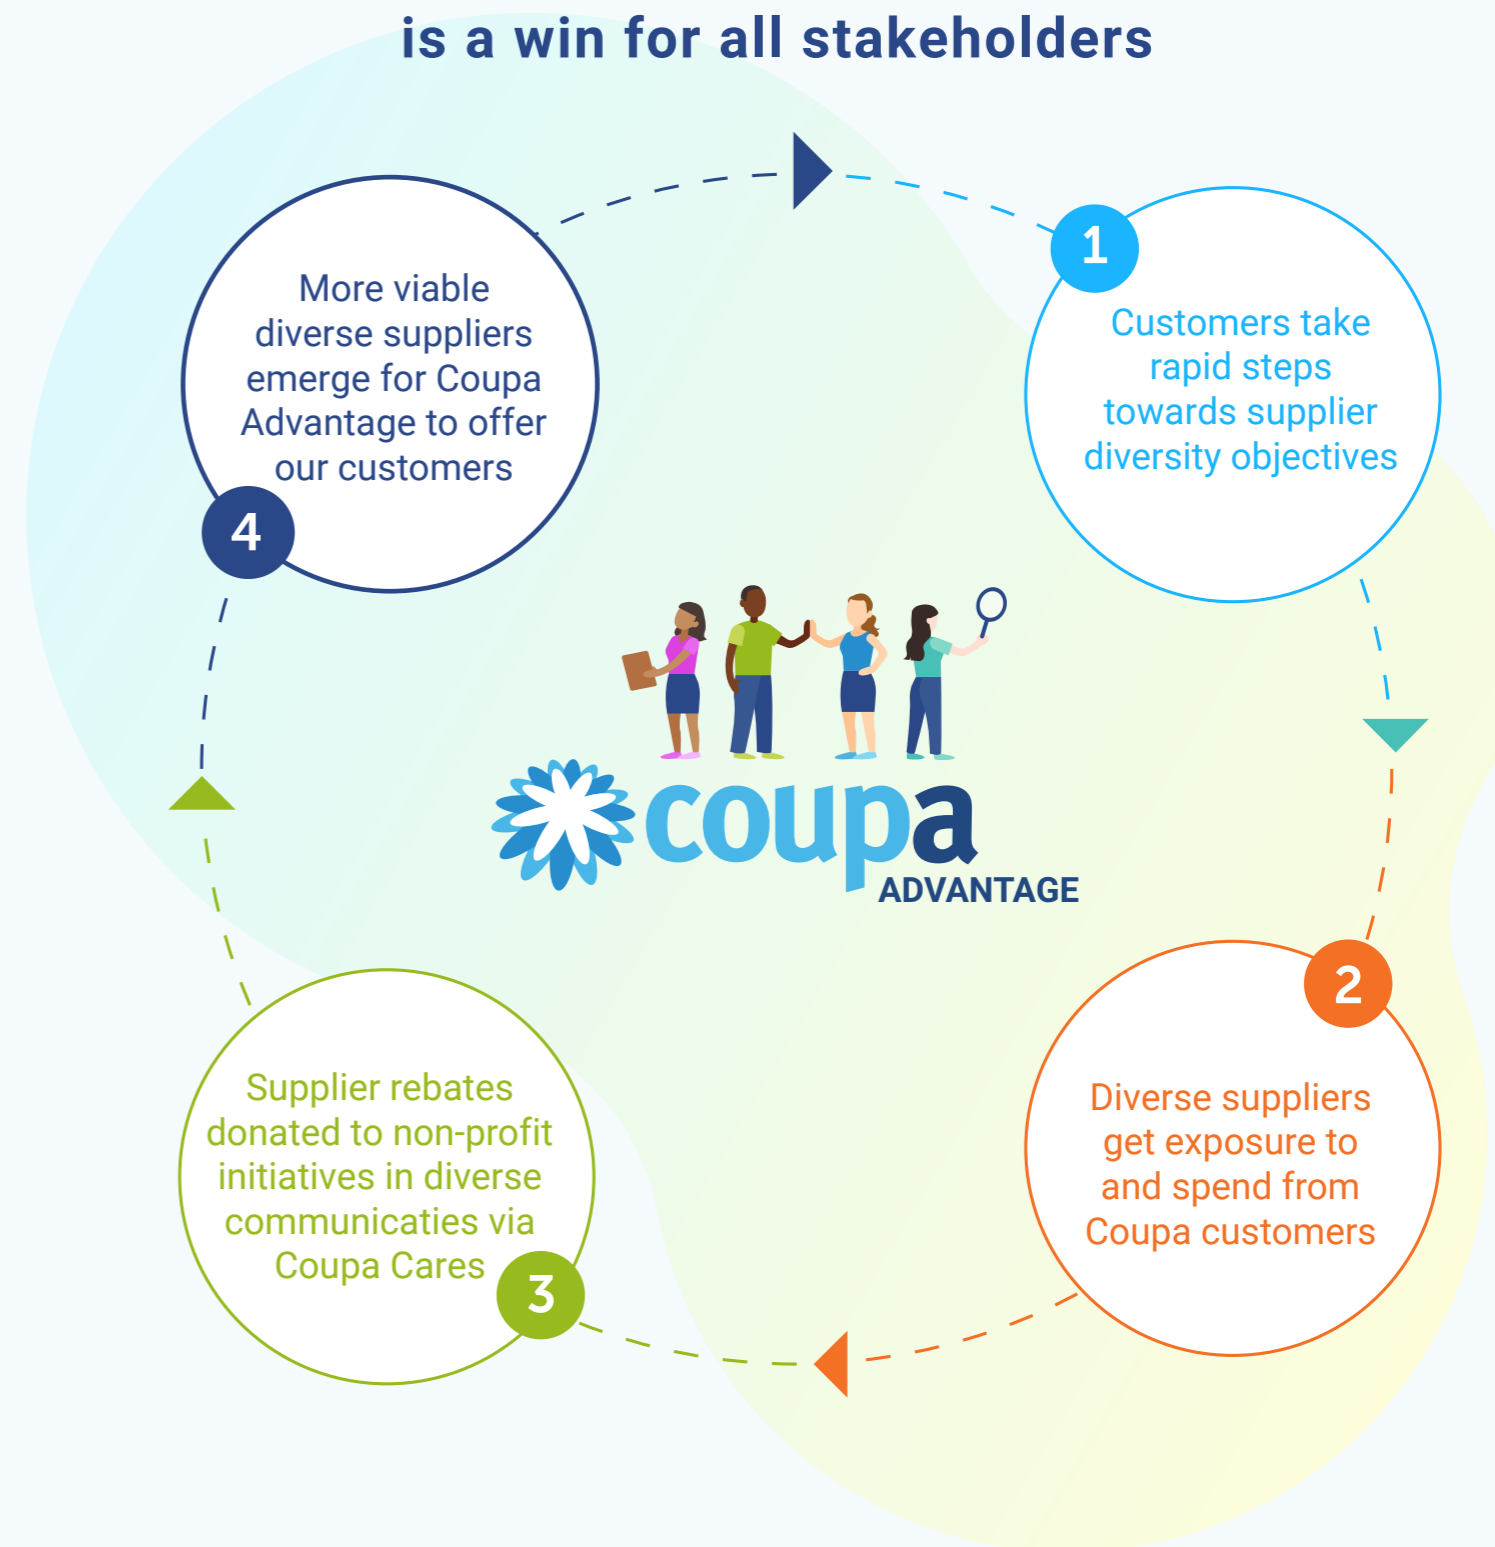 is a win for all stakeholders
1
Customers take
rapid steps
towards supplier
diversity objectives
2
Diverse suppliers
get exposure to
and spend from
Coupa customers
3
Supplier rebates
donated to non-profit
initiatives in diverse
communicaties via
Coupa Cares
4
More viable
diverse suppliers
emerge for Coupa
Advantage to offer
our customers
coupa
ADVANTAGE